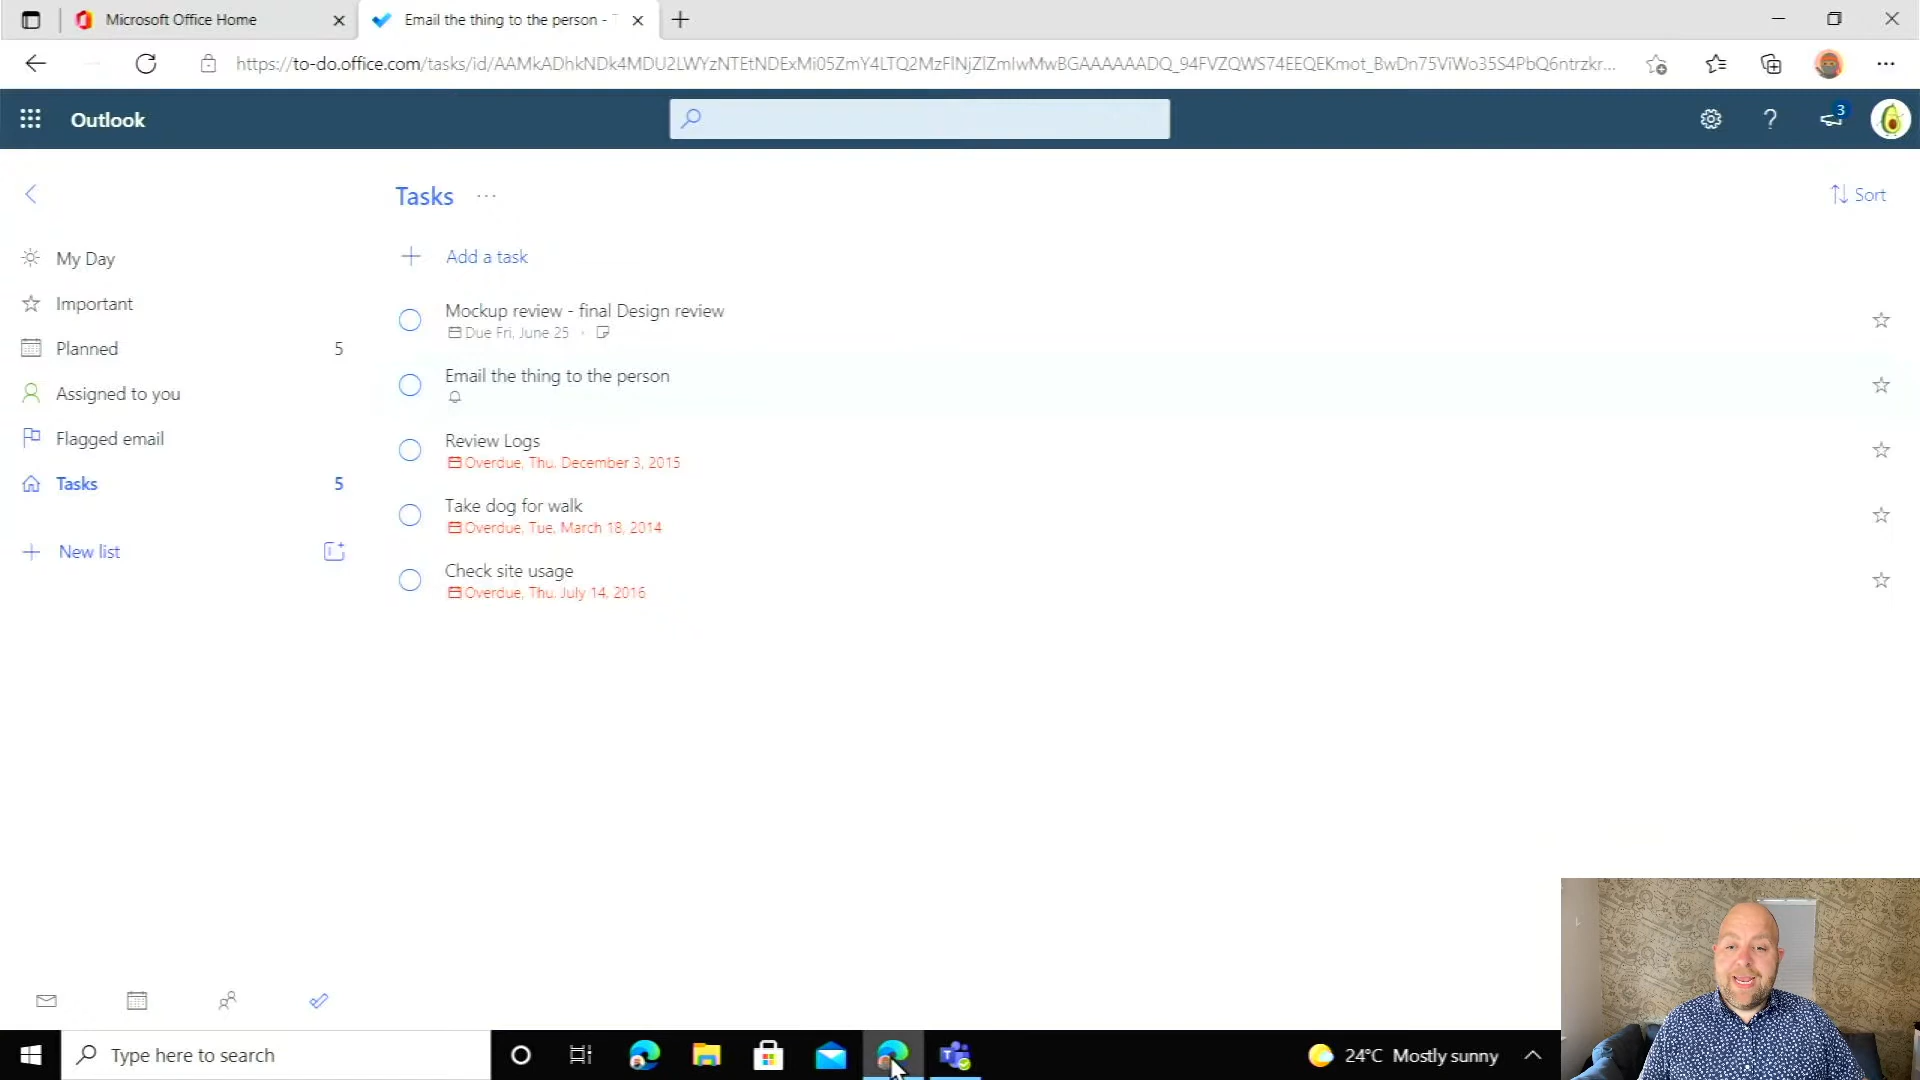 Microsoft Office Home
Email the thing to the person -
https://to-do.office.com/tasks/id/
Outlook
3
Tasks
Sort
My Day
Add a task
Important
Mockup review - final Design review
Due Fri, June 25
Planned 5
Email the thing to the person
Assigned to you
Flagged email
Review Logs
Overdue, Thu, December 3, 2015
Tasks 5
Take dog for walk
Overdue, Tue, March 18, 2014
New list
Check site usage
Overdue, Thu, July 14, 2016
Type here to search
24°C Mostly sunny